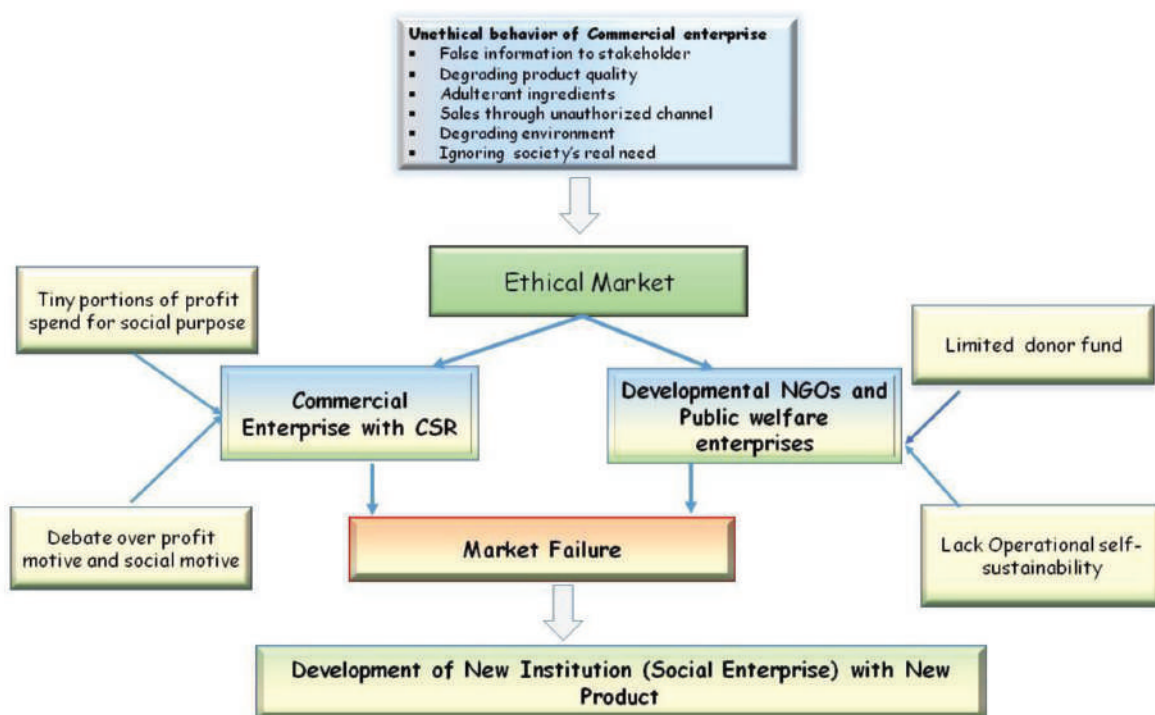 Unethical behavior of Commercial enterprise
▪ False information to stakeholder
▪ Degrading product quality
▪ Adulterant ingredients
▪ Sales through unauthorized channel
▪ Degrading environment
▪ Ignoring society's real need
Ethical Market
Tiny portions of profit
spend for social purpose
Limited donor fund
Commercial
Enterprise with CSR
Developmental NGOs and
Public welfare
enterprises
Debate over profit
motive and social motive
Market Failure
Lack Operational self-
sustainability
Development of New Institution (Social Enterprise) with New
Product